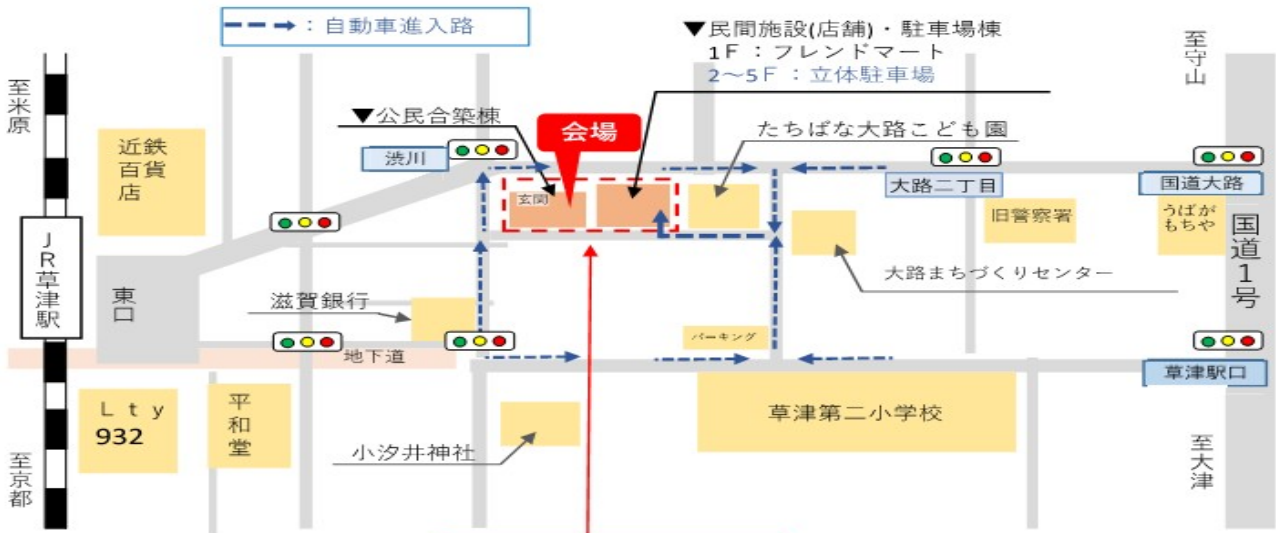 ：自動車進入路
▼民間施設(店舗)・駐車場棟
1F：フレンドマート
2～5F：立体駐車場
至守山
至米原
▼公民合築棟
会場
たちばな大路こども園
近鉄
百貨
店
渋川
大路二丁目
国道大路
玄関
旧警察署
うばが
もちや
国道1号
JR草津駅
東口
大路まちづくりセンター
滋賀銀行
パーキング
地下道
草津駅口
Lty
932
平和堂
草津第二小学校
小汐井神社
至京都
至大津